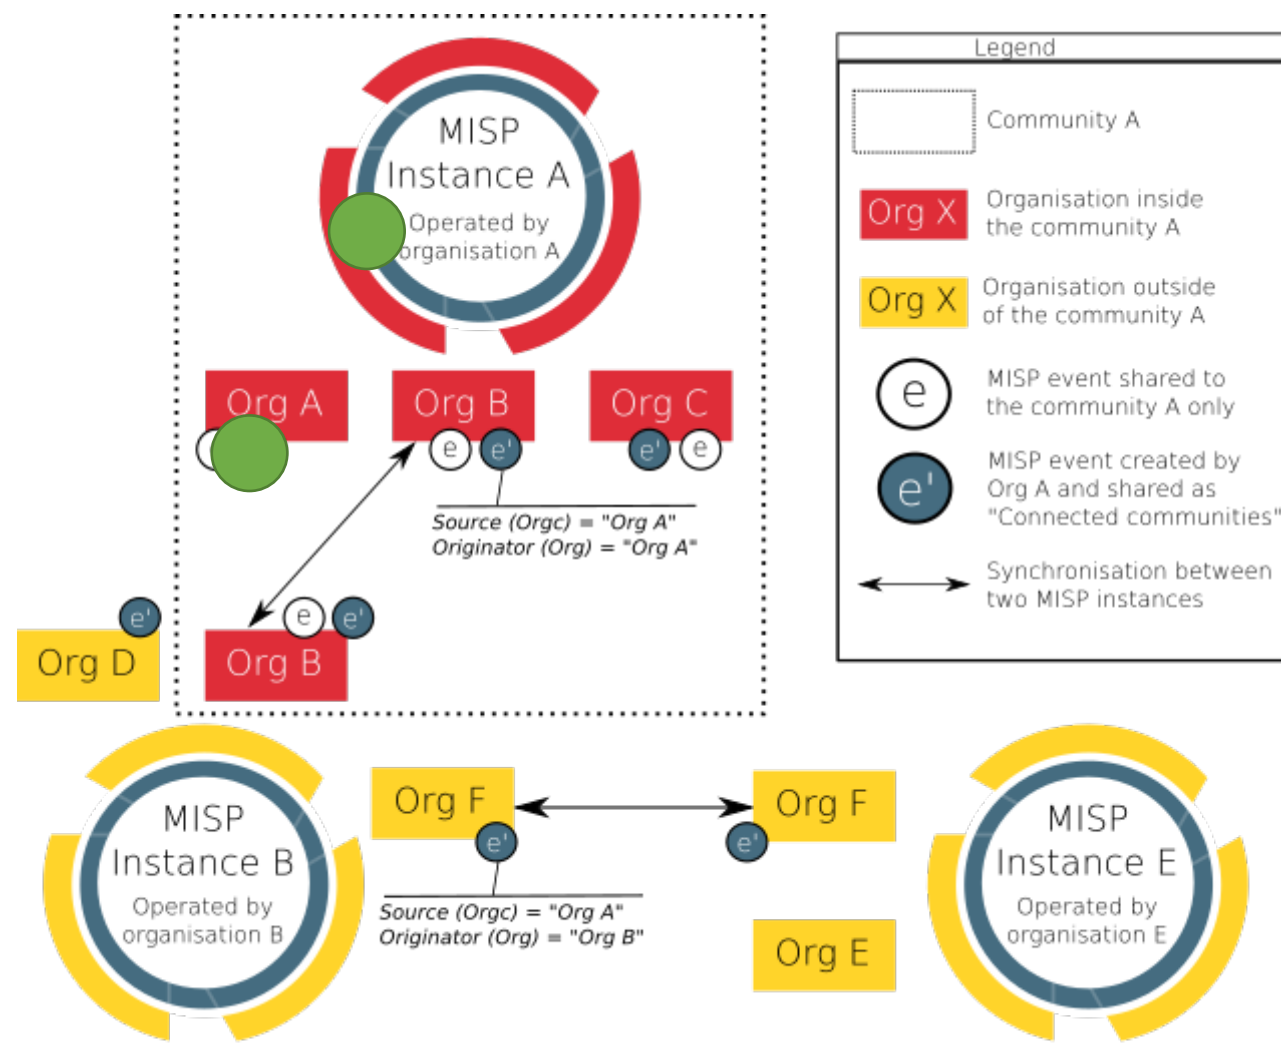 MISP
Instance A
Operated by
organisation A
Org A
Org B
Org C
e
e'
e'
e
Source (Orgc) = "Org A"
Originator (Org) = "Org A"
e'
e
e'
Org D
Org B
MISP
Instance B
Operated by
organisation B
Org F
e'
Source (Orgc) = "Org A"
Originator (Org) = "Org B"
Org F
e'
Org E
MISP
Instance E
Operated by
organisation E
Legend
Community A
Org X
Organisation inside
the community A
Org X
Organisation outside
of the community A
e
MISP event shared to
the community A only
e'
MISP event created by
Org A and shared as
"Connected communities"
Synchronisation between
two MISP instances